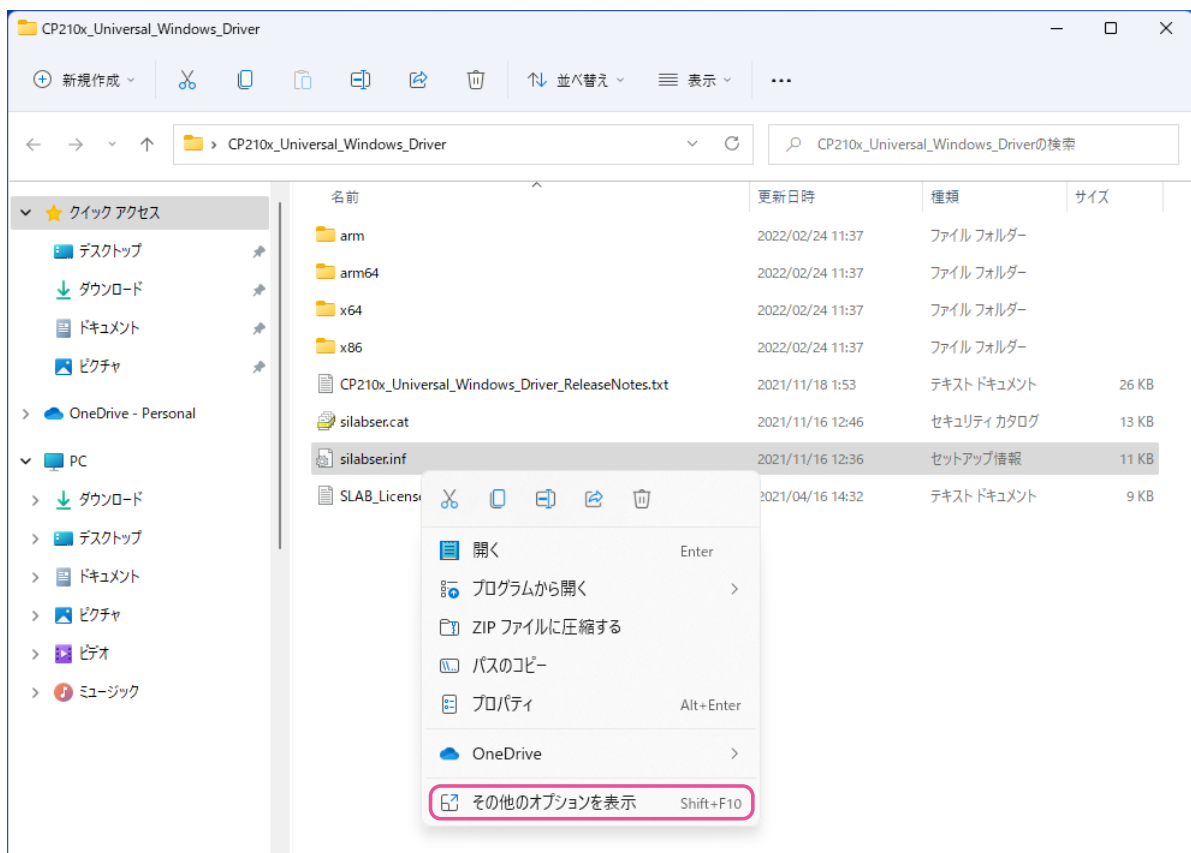 CP210x_Universal_Windows_Driver
新規作成 並べ替え 表示
CP210x_Universal_Windows_Driver CP210x_Universal_Windows_Driverの検索
名前 更新日時 種類 サイズ
クイック アクセス
デスクトップ
ダウンロード
ドキュメント
ピクチャ
OneDrive - Personal
PC
ダウンロード
デスクトップ
ドキュメント
ピクチャ
ビデオ
ミュージック
arm 2022/02/24 11:37 ファイル フォルダー
arm64 2022/02/24 11:37 ファイル フォルダー
x64 2022/02/24 11:37 ファイル フォルダー
x86 2022/02/24 11:37 ファイル フォルダー
CP210x_Universal_Windows_Driver_ReleaseNotes.txt 2021/11/18 1:53 テキスト ドキュメント 26 KB
silabser.cat 2021/11/16 12:46 セキュリティ カタログ 13 KB
silabser.inf 2021/11/16 12:36 セットアップ情報 11 KB
SLAB_License 2021/04/16 14:32 テキスト ドキュメント 9 KB
開く Enter
プログラムから開く
ZIP ファイルに圧縮する
パスのコピー
プロパティ Alt+Enter
OneDrive
その他のオプションを表示 Shift+F10